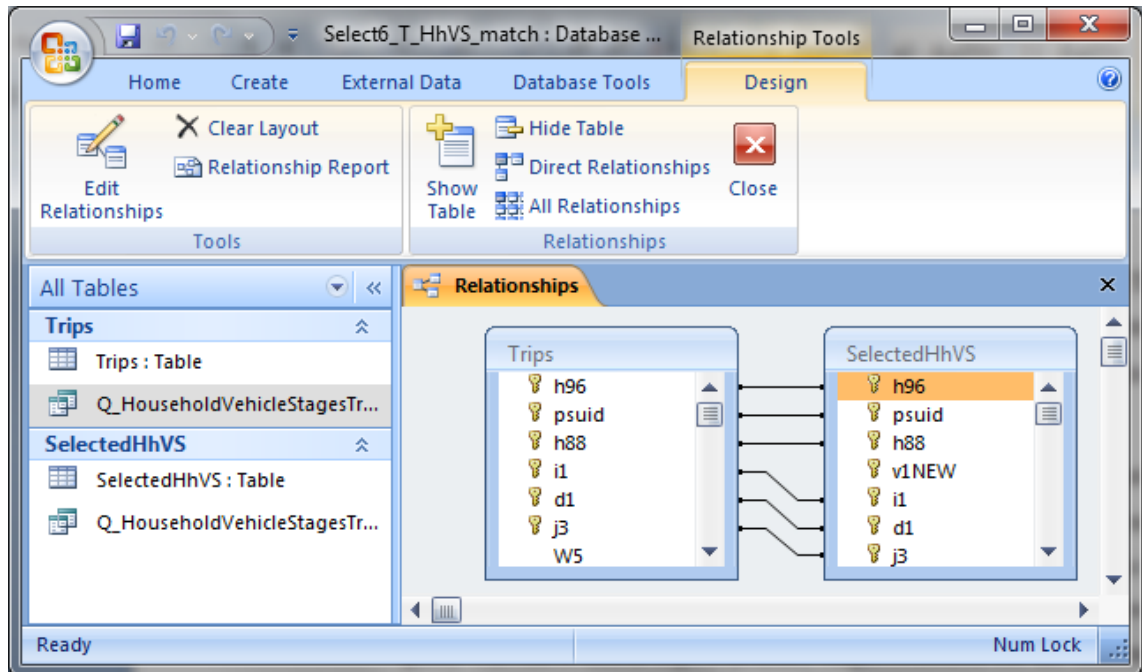 Select6_T_HhVS_match : Database ... Relationship Tools
Home Create External Data Database Tools Design
Edit Relationships
Clear Layout
Relationship Report
Tools
Show Table
Hide Table
Direct Relationships
All Relationships
Close
Relationships
All Tables
Trips
Trips : Table
Q_HouseholdVehicleStagesTr...
SelectedHhVS
SelectedHhVS : Table
Q_HouseholdVehicleStagesTr...
Relationships
Trips
h96
psuid
h88
i1
d1
j3
W5
SelectedHhVS
h96
psuid
h88
v1NEW
i1
d1
j3
Ready
Num Lock